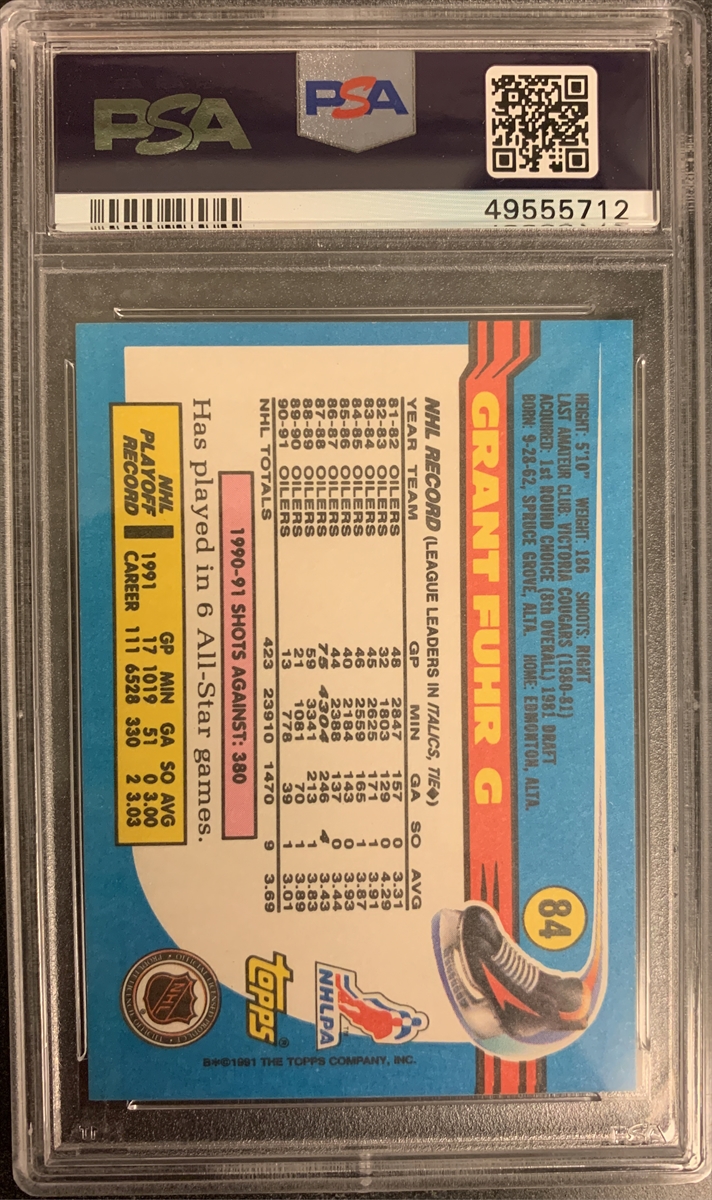 PSA
PSA
49555712
84
HEIGHT: 5'10" WEIGHT: 186 SHOOTS: RIGHT
LAST AMATEUR CLUB: VICTORIA COUGARS (1980-81)
ACQUIRED: 1st ROUND CHOICE (8th OVERALL) 1981 DRAFT
BORN: 9-28-62, SPRUCE GROVE, ALTA. HOME: EDMONTON, ALTA.
GRANT FUHR G
NHL RECORD (LEAGUE LEADERS IN ITALICS, TIE◆)
YEAR TEAM GP MIN GA SO AVG
81-82 OILERS 48 2847 157 0 3.31
82-83 OILERS 32 1803 129 0 4.29
83-84 OILERS 45 2625 171 1 3.91
84-85 OILERS 46 2559 165 1 3.87
85-86 OILERS 40 2184 143 0 3.93
86-87 OILERS 44 2388 137 0 3.44
87-88 OILERS 75 4304 246 4 3.43
88-89 OILERS 59 3341 213 1 3.83
89-90 OILERS 21 1081 70 1 3.89
90-91 OILERS 13 778 39 1 3.01
NHL TOTALS 423 23910 1470 9 3.69
1990-91 SHOTS AGAINST: 380
Has played in 6 All-Star games.
NHL PLAYOFF RECORD
GP MIN GA SO AVG
1991 17 1019 51 0 3.00
CAREER 111 6528 330 2 3.03
NHLPA
topps®
NHL
B✱©1991 THE TOPPS COMPANY, INC.
PSA